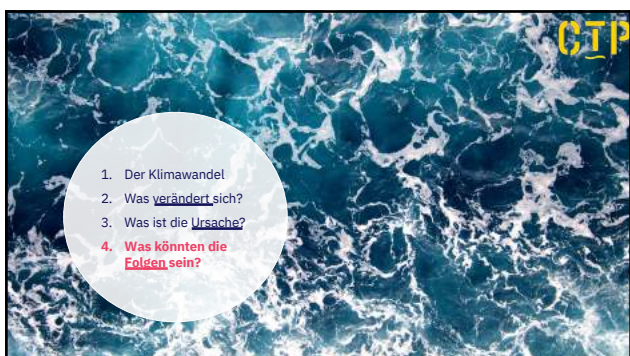 CTP
1. Der Klimawandel
2. Was verändert sich?
3. Was ist die Ursache?
4. Was könnten die
Folgen sein?